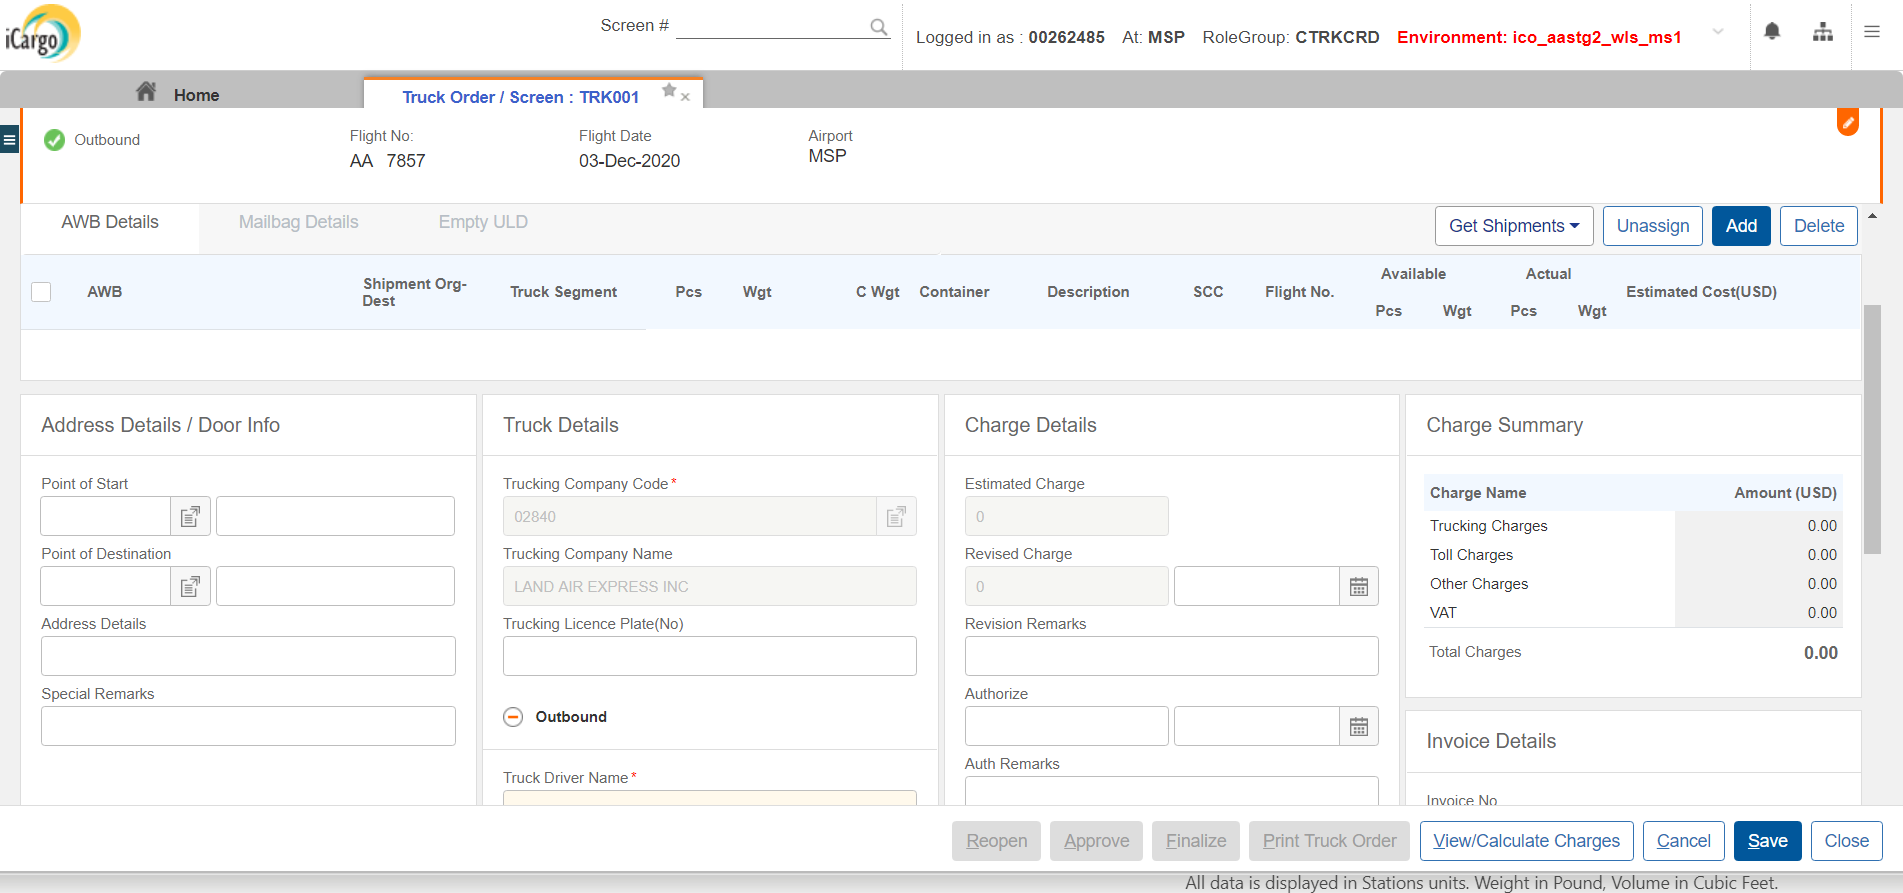 iCargo
Screen #
Logged in as : 00262485 At: MSP RoleGroup: CTRKCRD Environment: ico_aastg2_wls_ms1
Home
Truck Order / Screen : TRK001
Outbound
Flight No:
AA 7857
Flight Date
03-Dec-2020
Airport
MSP
AWB Details
Mailbag Details
Empty ULD
Get Shipments
Unassign
Add
Delete
AWB
Shipment Org-
Dest
Truck Segment
Pcs
Wgt
C Wgt
Container
Description
SCC
Flight No.
Available
Pcs
Wgt
Actual
Pcs
Wgt
Estimated Cost(USD)
Address Details / Door Info
Point of Start
Point of Destination
Address Details
Special Remarks
Truck Details
Trucking Company Code*
02840
Trucking Company Name
LAND AIR EXPRESS INC
Trucking Licence Plate(No)
Outbound
Truck Driver Name*
Charge Details
Estimated Charge
0
Revised Charge
0
Revision Remarks
Authorize
Auth Remarks
Charge Summary
Charge Name Amount (USD)
Trucking Charges 0.00
Toll Charges 0.00
Other Charges 0.00
VAT 0.00
Total Charges 0.00
Invoice Details
Invoice No
Reopen
Approve
Finalize
Print Truck Order
View/Calculate Charges
Cancel
Save
Close
All data is displayed in Stations units. Weight in Pound, Volume in Cubic Feet.